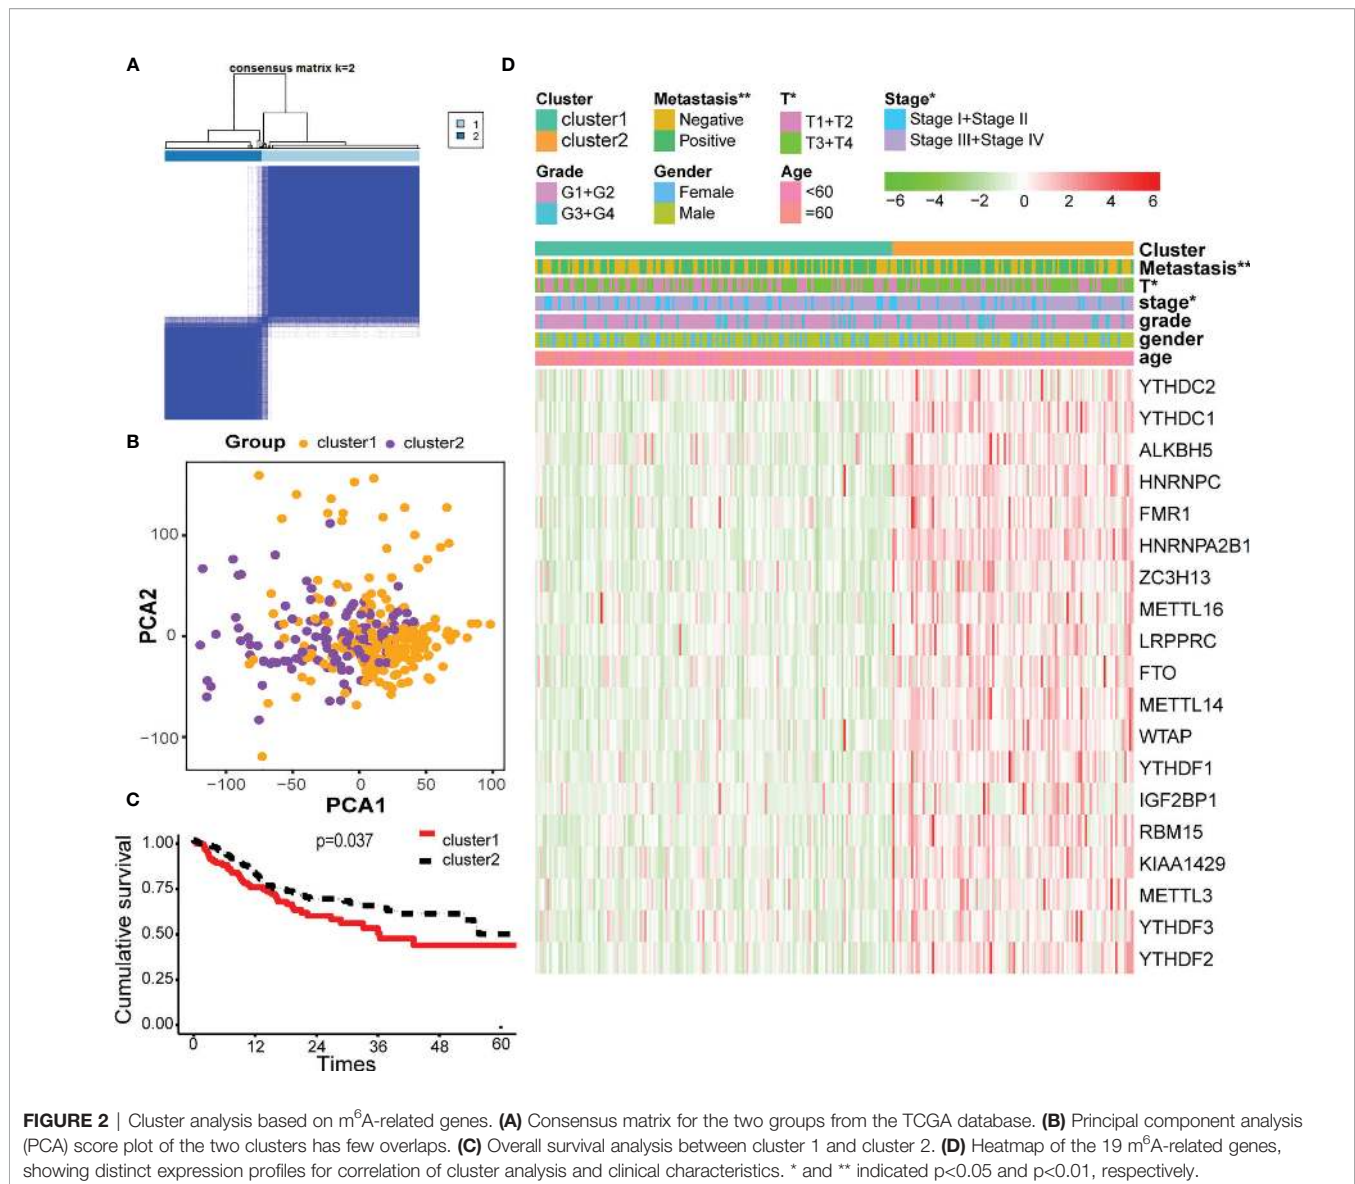 A
consensus matrix k=2
1
2
B
Group cluster1 cluster2
100
0
−100
PCA2
−100 −50 0 50 100
PCA1
C
p=0.037
cluster1
cluster2
1.00
0.75
0.50
0.25
0.00
Cumulative survival
0 12 24 36 48 60
Times
D
Cluster
cluster1
cluster2
Metastasis**
Negative
Positive
T*
T1+T2
T3+T4
Stage*
Stage I+Stage II
Stage III+Stage IV
Grade
G1+G2
G3+G4
Gender
Female
Male
Age
<60
=60
−6 −4 −2 0 2 4 6
Cluster
Metastasis**
T*
stage*
grade
gender
age
YTHDC2
YTHDC1
ALKBH5
HNRNPC
FMR1
HNRNPA2B1
ZC3H13
METTL16
LRPPRC
FTO
METTL14
WTAP
YTHDF1
IGF2BP1
RBM15
KIAA1429
METTL3
YTHDF3
YTHDF2
FIGURE 2 | Cluster analysis based on m⁶A-related genes. (A) Consensus matrix for the two groups from the TCGA database. (B) Principal component analysis
(PCA) score plot of the two clusters has few overlaps. (C) Overall survival analysis between cluster 1 and cluster 2. (D) Heatmap of the 19 m⁶A-related genes,
showing distinct expression profiles for correlation of cluster analysis and clinical characteristics. * and ** indicated p<0.05 and p<0.01, respectively.